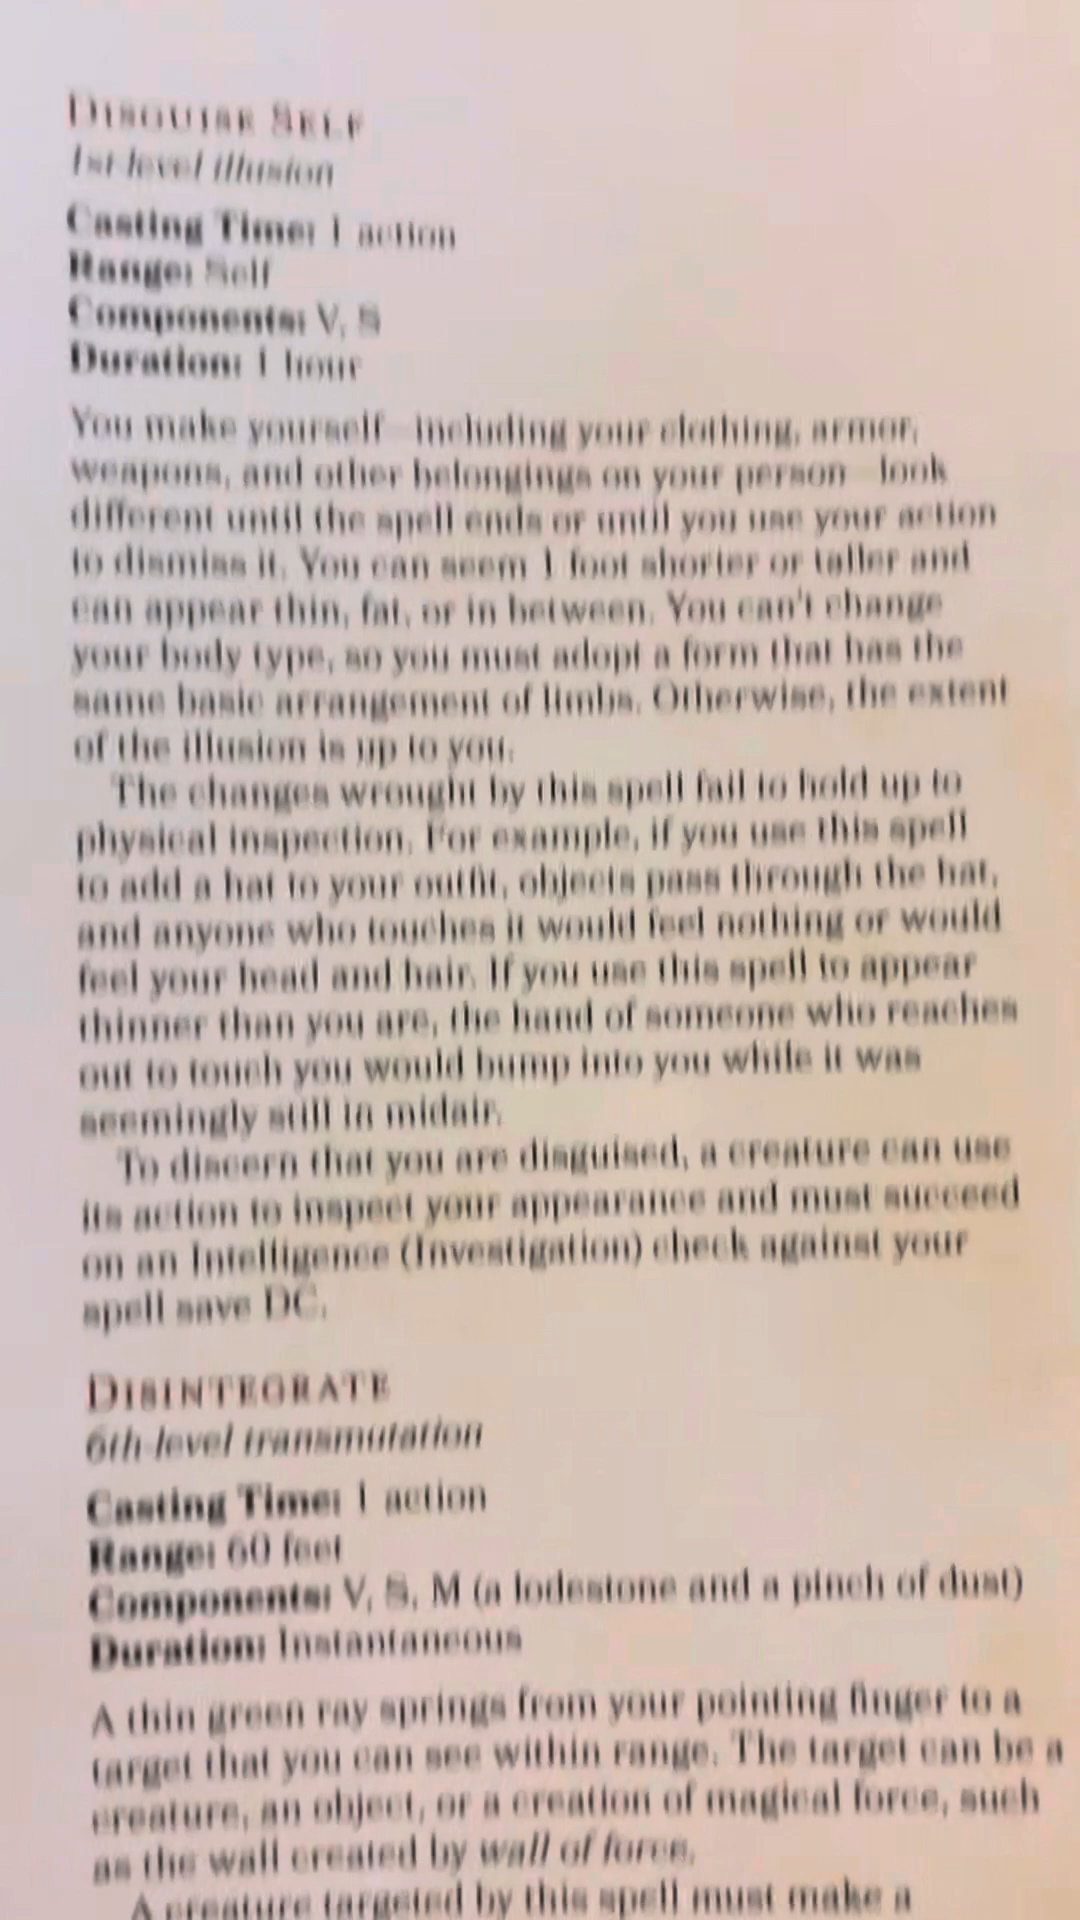 Disguise Self
1st-level illusion
Casting Time: 1 action
Range: Self
Components: V, S
Duration: 1 hour
You make yourself—including your clothing, armor,
weapons, and other belongings on your person—look
different until the spell ends or until you use your action
to dismiss it. You can seem 1 foot shorter or taller and
can appear thin, fat, or in between. You can't change
your body type, so you must adopt a form that has the
same basic arrangement of limbs. Otherwise, the extent
of the illusion is up to you.
The changes wrought by this spell fail to hold up to
physical inspection. For example, if you use this spell
to add a hat to your outfit, objects pass through the hat,
and anyone who touches it would feel nothing or would
feel your head and hair. If you use this spell to appear
thinner than you are, the hand of someone who reaches
out to touch you would bump into you while it was
seemingly still in midair.
To discern that you are disguised, a creature can use
its action to inspect your appearance and must succeed
on an Intelligence (Investigation) check against your
spell save DC.
Disintegrate
6th-level transmutation
Casting Time: 1 action
Range: 60 feet
Components: V, S, M (a lodestone and a pinch of dust)
Duration: Instantaneous
A thin green ray springs from your pointing finger to a
target that you can see within range. The target can be a
creature, an object, or a creation of magical force, such
as the wall created by wall of force.
A creature targeted by this spell must make a